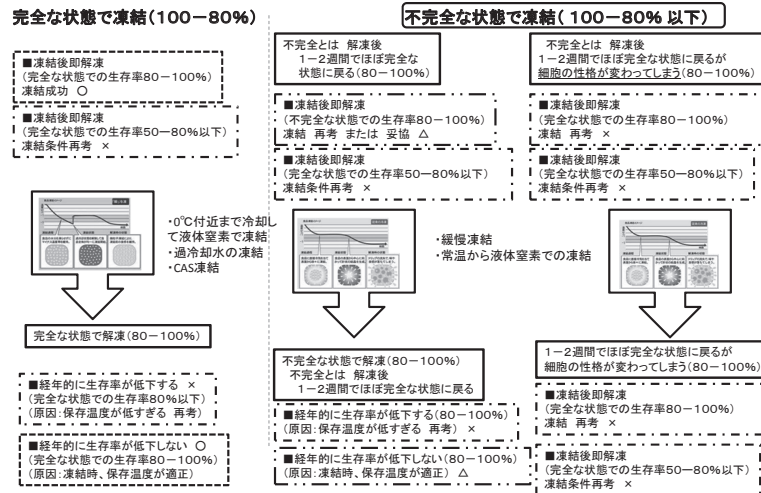 完全な状態で凍結(100-80%)
■凍結後即解凍
(完全な状態での生存率80-100%)
凍結成功 ○
■凍結後即解凍
(完全な状態での生存率50―80%以下)
凍結条件再考 ×
・0℃付近まで冷却し
て液体窒素で凍結
・過冷却水の凍結
・CAS凍結
完全な状態で解凍(80-100%)
■経年的に生存率が低下する ×
(完全な状態での生存率80%以下)
(原因:保存温度が低すぎる 再考)
■経年的に生存率が低下しない ○
(完全な状態での生存率80-100%)
(原因:凍結時、保存温度が適正)
不完全な状態で凍結( 100-80% 以下)
不完全とは 解凍後
1-2週間でほぼ完全な
状態に戻る(80-100%)
■凍結後即解凍
(不完全な状態での生存率80-100%)
凍結 再考 または 妥協 △
■凍結後即解凍
(完全な状態での生存率50―80%以下)
凍結条件再考 ×
・緩慢凍結
・常温から液体窒素での凍結
不完全な状態で解凍(80-100%)
不完全とは 解凍後
1-2週間でほぼ完全な状態に戻る
■経年的に生存率が低下する(80-100%)
(原因:保存温度が低すぎる 再考) ×
■経年的に生存率が低下しない(80-100%)
(原因:凍結時、保存温度が適正) △
不完全とは 解凍後
1-2週間でほぼ完全な状態に戻るが
細胞の性格が変わってしまう(80-100%)
■凍結後即解凍
(完全な状態での生存率80-100%)
凍結 再考 ×
■凍結後即解凍
(完全な状態での生存率50―80%以下)
凍結条件再考 ×
1-2週間でほぼ完全な状態に戻るが
細胞の性格が変わってしまう(80-100%)
■凍結後即解凍
(完全な状態での生存率80-100%)
凍結 再考 ×
■凍結後即解凍
(完全な状態での生存率50―80%以下)
凍結条件再考 ×